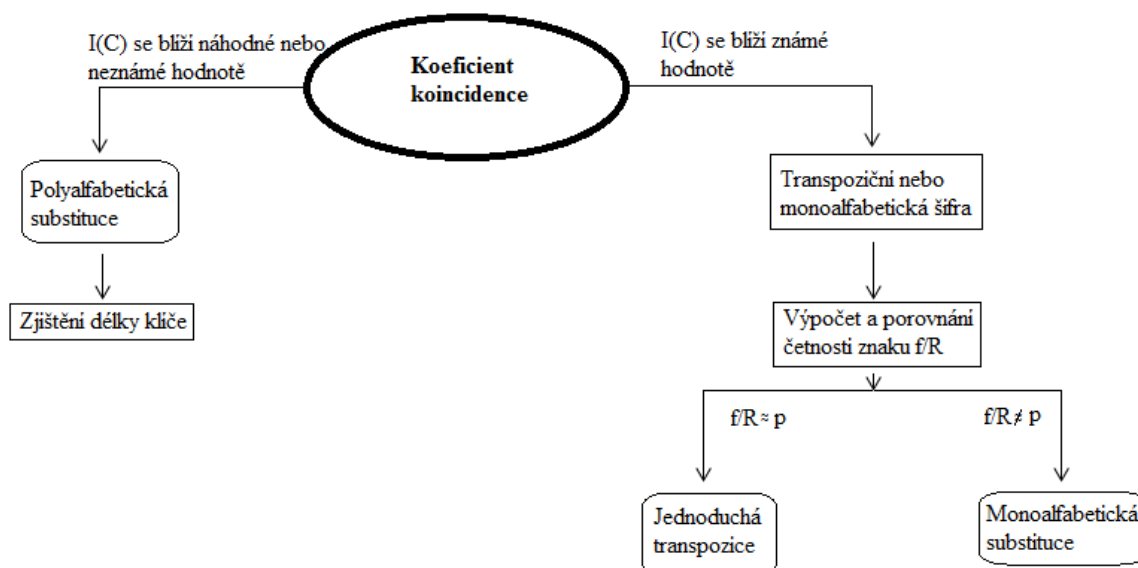 I(C) se blíží náhodné nebo
neznámé hodnotě
Koeficient
koincidence
I(C) se blíží známé
hodnotě
Polyalfabetická
substituce
Transpoziční nebo
monoalfabetická šifra
Zjištění délky klíče
Výpočet a porovnání
četnosti znaku f/R
f/R ≈ p
f/R ≠ p
Jednoduchá
transpozice
Monoalfabetická
substituce